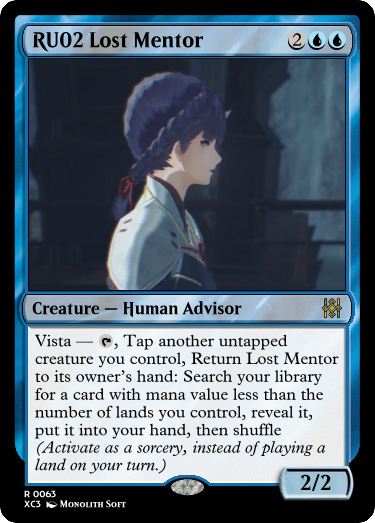 RU02 Lost Mentor 2
Creature — Human Advisor
Vista — , Tap another untapped
creature you control, Return Lost Mentor
to its owner's hand: Search your library
for a card with mana value less than the
number of lands you control, reveal it,
put it into your hand, then shuffle
(Activate as a sorcery, instead of playing a
land on your turn.)
2/2
R 0063
XC3 Monolith Soft